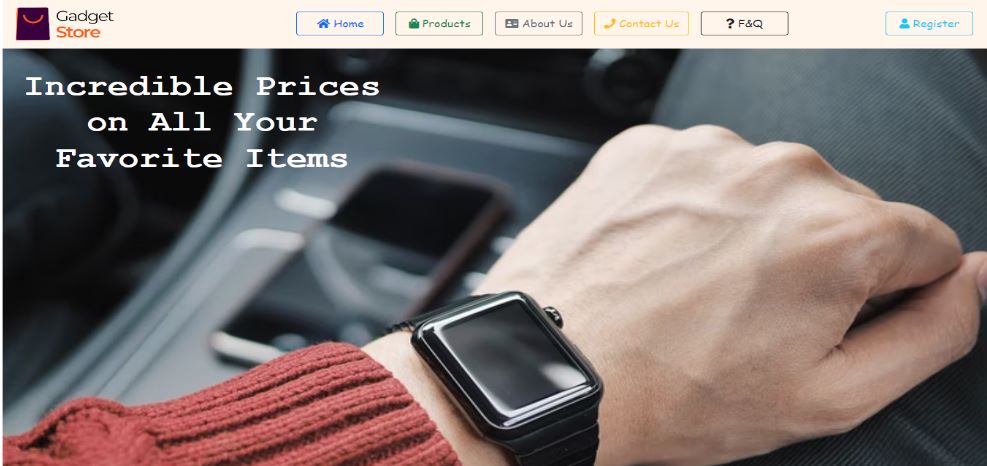 Gadget
Store
Home
Products
About Us
Contact Us
? F&Q
Register
Incredible Prices
on All Your
Favorite Items